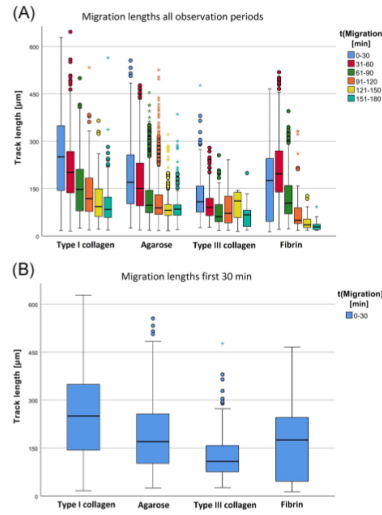 (A)
Migration lengths all observation periods
t(Migration)
[min]
0-30
31-60
61-90
91-120
121-150
151-180
Track length [µm]
600
450
300
150
0
Type I collagen Agarose Type III collagen Fibrin
(B)
Migration lengths first 30 min
t(Migration)
[min]
0-30
Track length [µm]
600
450
300
150
0
Type I collagen Agarose Type III collagen Fibrin